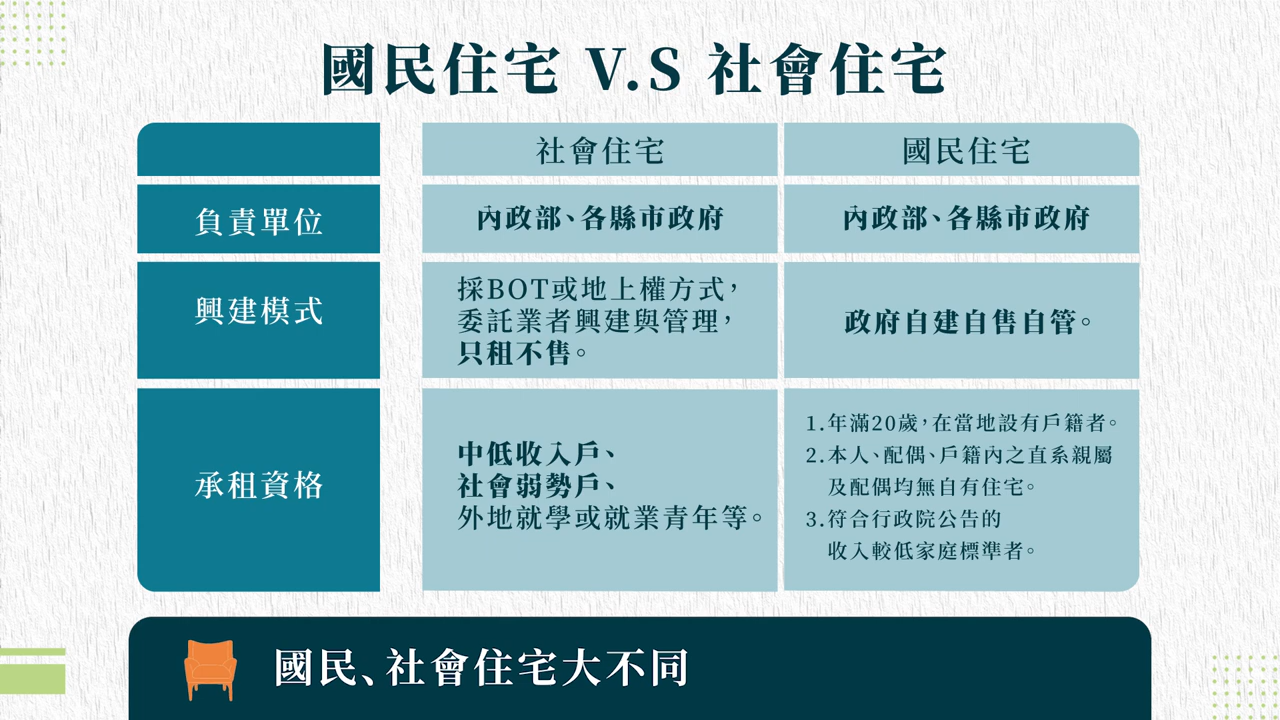 國民住宅 V.S 社會住宅
社會住宅
國民住宅
負責單位
內政部、各縣市政府
內政部、各縣市政府
興建模式
採BOT或地上權方式，
委託業者興建與管理，
只租不售。
政府自建自售自管。
承租資格
中低收入戶、
社會弱勢戶、
外地就學或就業青年等。
1.年滿20歲，在當地設有戶籍者。
2.本人、配偶、戶籍內之直系親屬
及配偶均無自有住宅。
3.符合行政院公告的
收入較低家庭標準者。
國民、社會住宅大不同